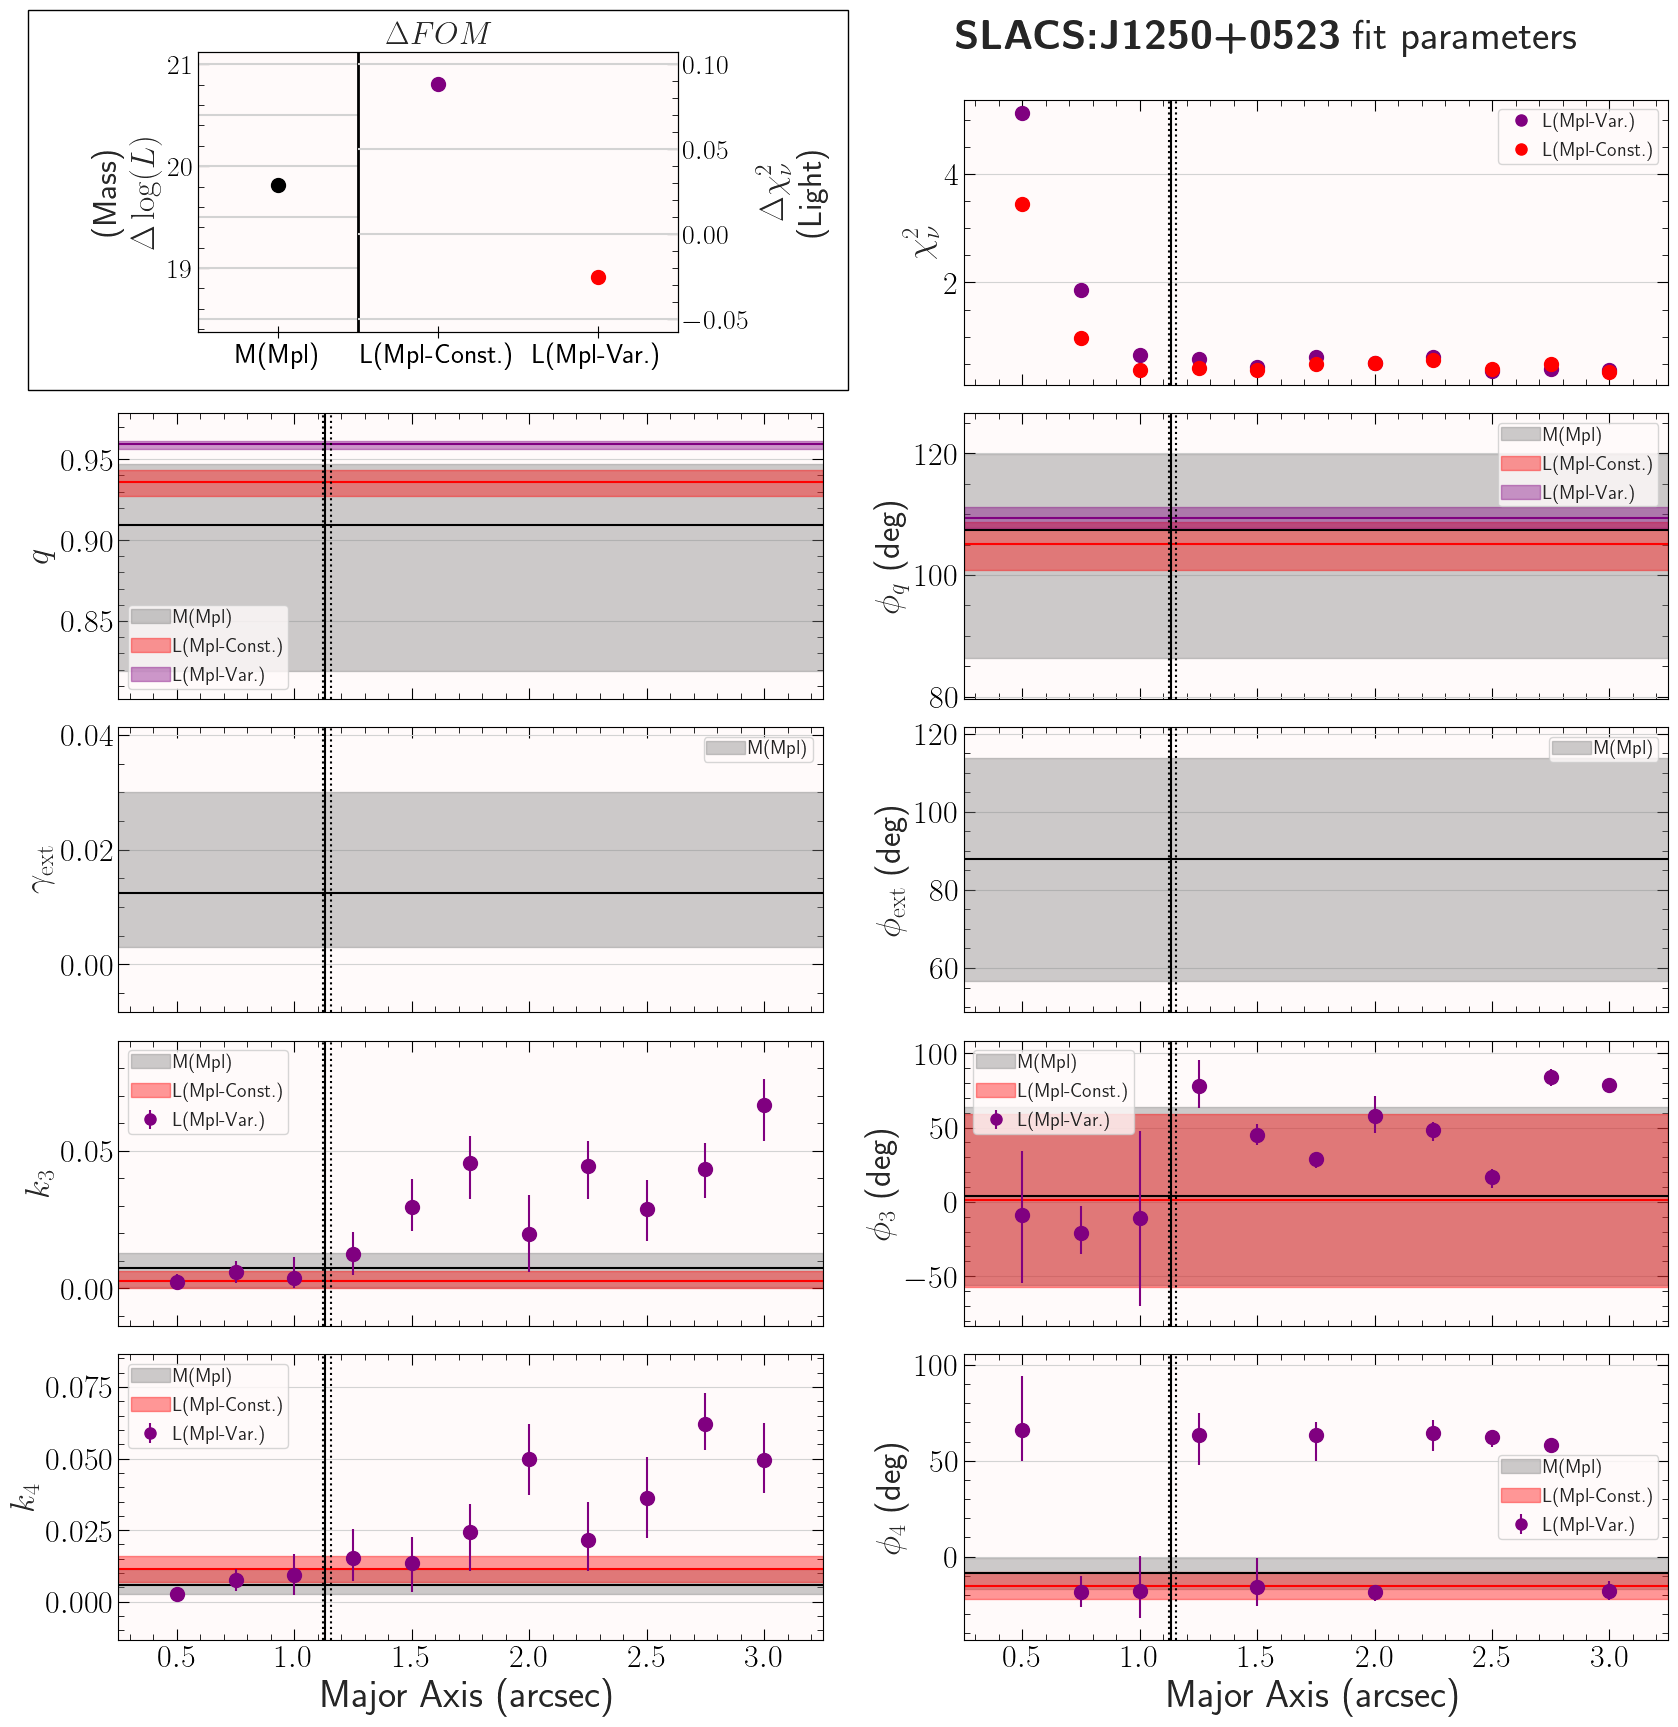 ΔFOM
SLACS:J1250+0523 fit parameters
(Mass)
Δ log(L)
21
20
19
0.10
0.05
0.00
−0.05
Δχ²ᵥ
(Light)
M(Mpl)
L(Mpl-Const.)
L(Mpl-Var.)
χ²ᵥ
4
2
L(Mpl-Var.)
L(Mpl-Const.)
q
0.95
0.90
0.85
M(Mpl)
L(Mpl-Const.)
L(Mpl-Var.)
ϕq (deg)
120
100
80
M(Mpl)
L(Mpl-Const.)
L(Mpl-Var.)
γext
0.04
0.02
0.00
M(Mpl)
ϕext (deg)
120
100
80
60
M(Mpl)
k3
0.05
0.00
M(Mpl)
L(Mpl-Const.)
L(Mpl-Var.)
ϕ3 (deg)
100
50
0
−50
M(Mpl)
L(Mpl-Const.)
L(Mpl-Var.)
k4
0.075
0.050
0.025
0.000
M(Mpl)
L(Mpl-Const.)
L(Mpl-Var.)
0.5 1.0 1.5 2.0 2.5 3.0
Major Axis (arcsec)
ϕ4 (deg)
100
50
0
M(Mpl)
L(Mpl-Const.)
L(Mpl-Var.)
0.5 1.0 1.5 2.0 2.5 3.0
Major Axis (arcsec)